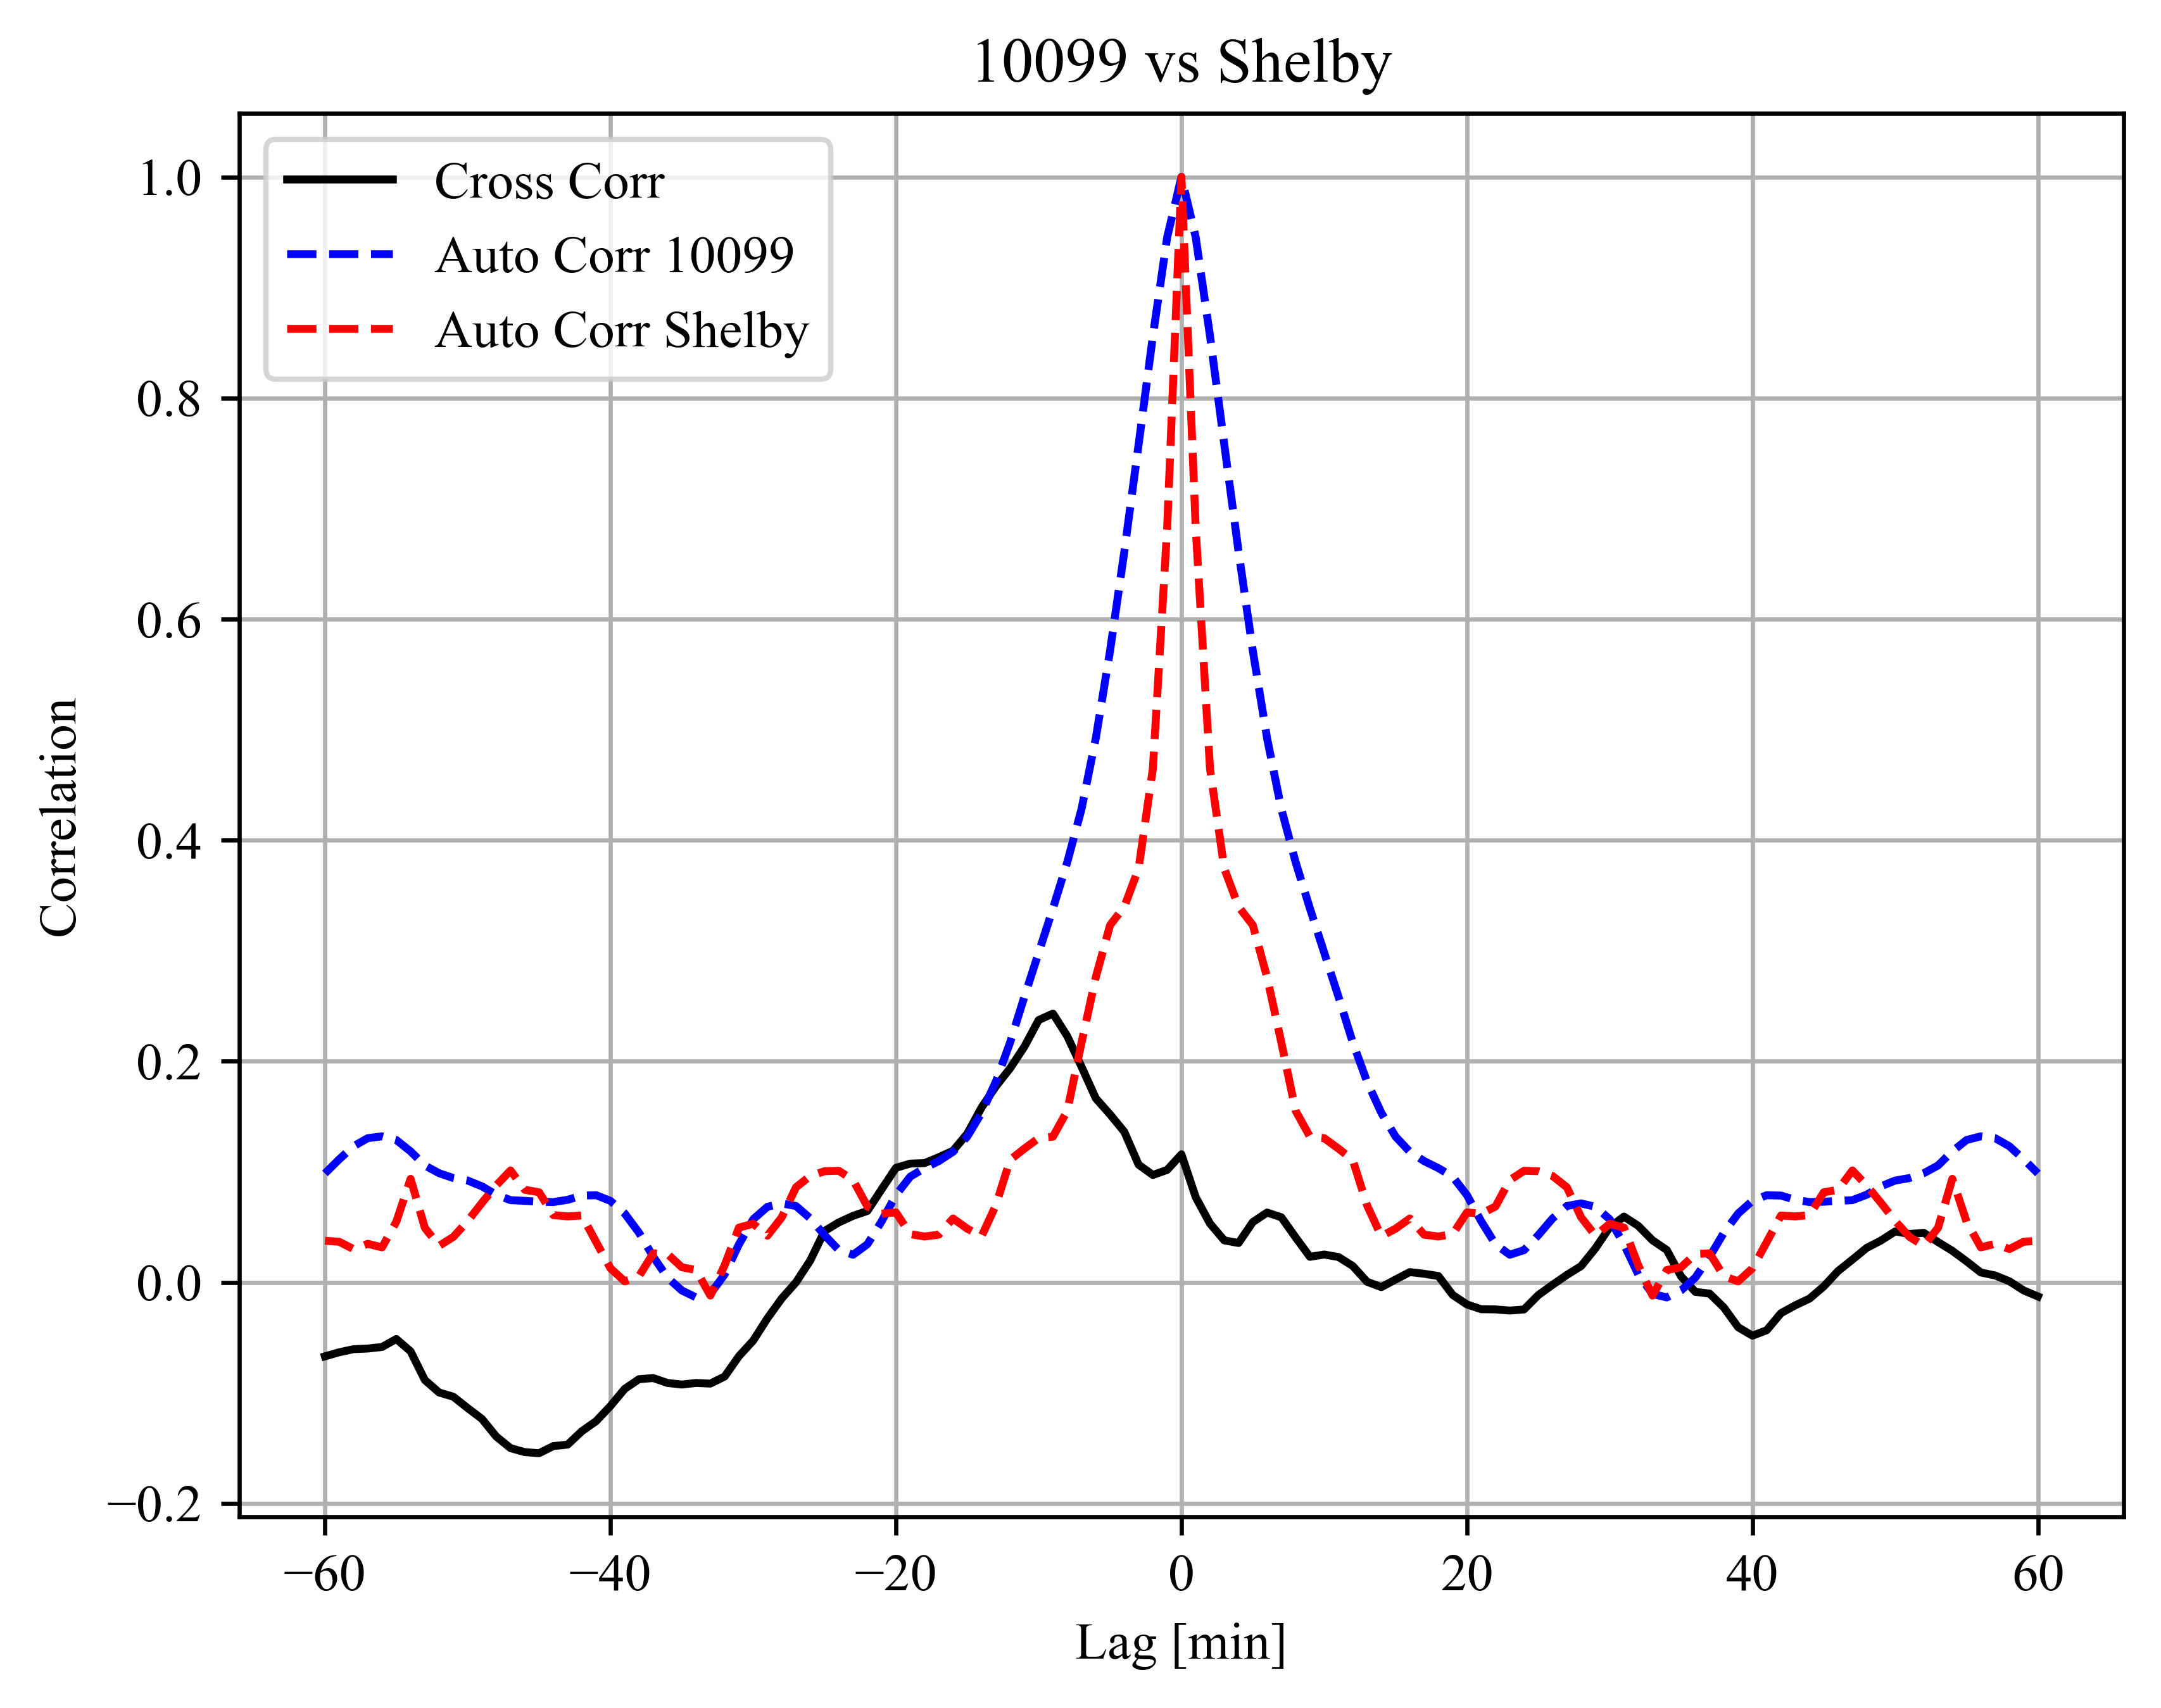 10099 vs Shelby
Cross Corr
Auto Corr 10099
Auto Corr Shelby
1.0
0.8
0.6
0.4
0.2
0.0
−0.2
Correlation
−60 −40 −20 0 20 40 60
Lag [min]